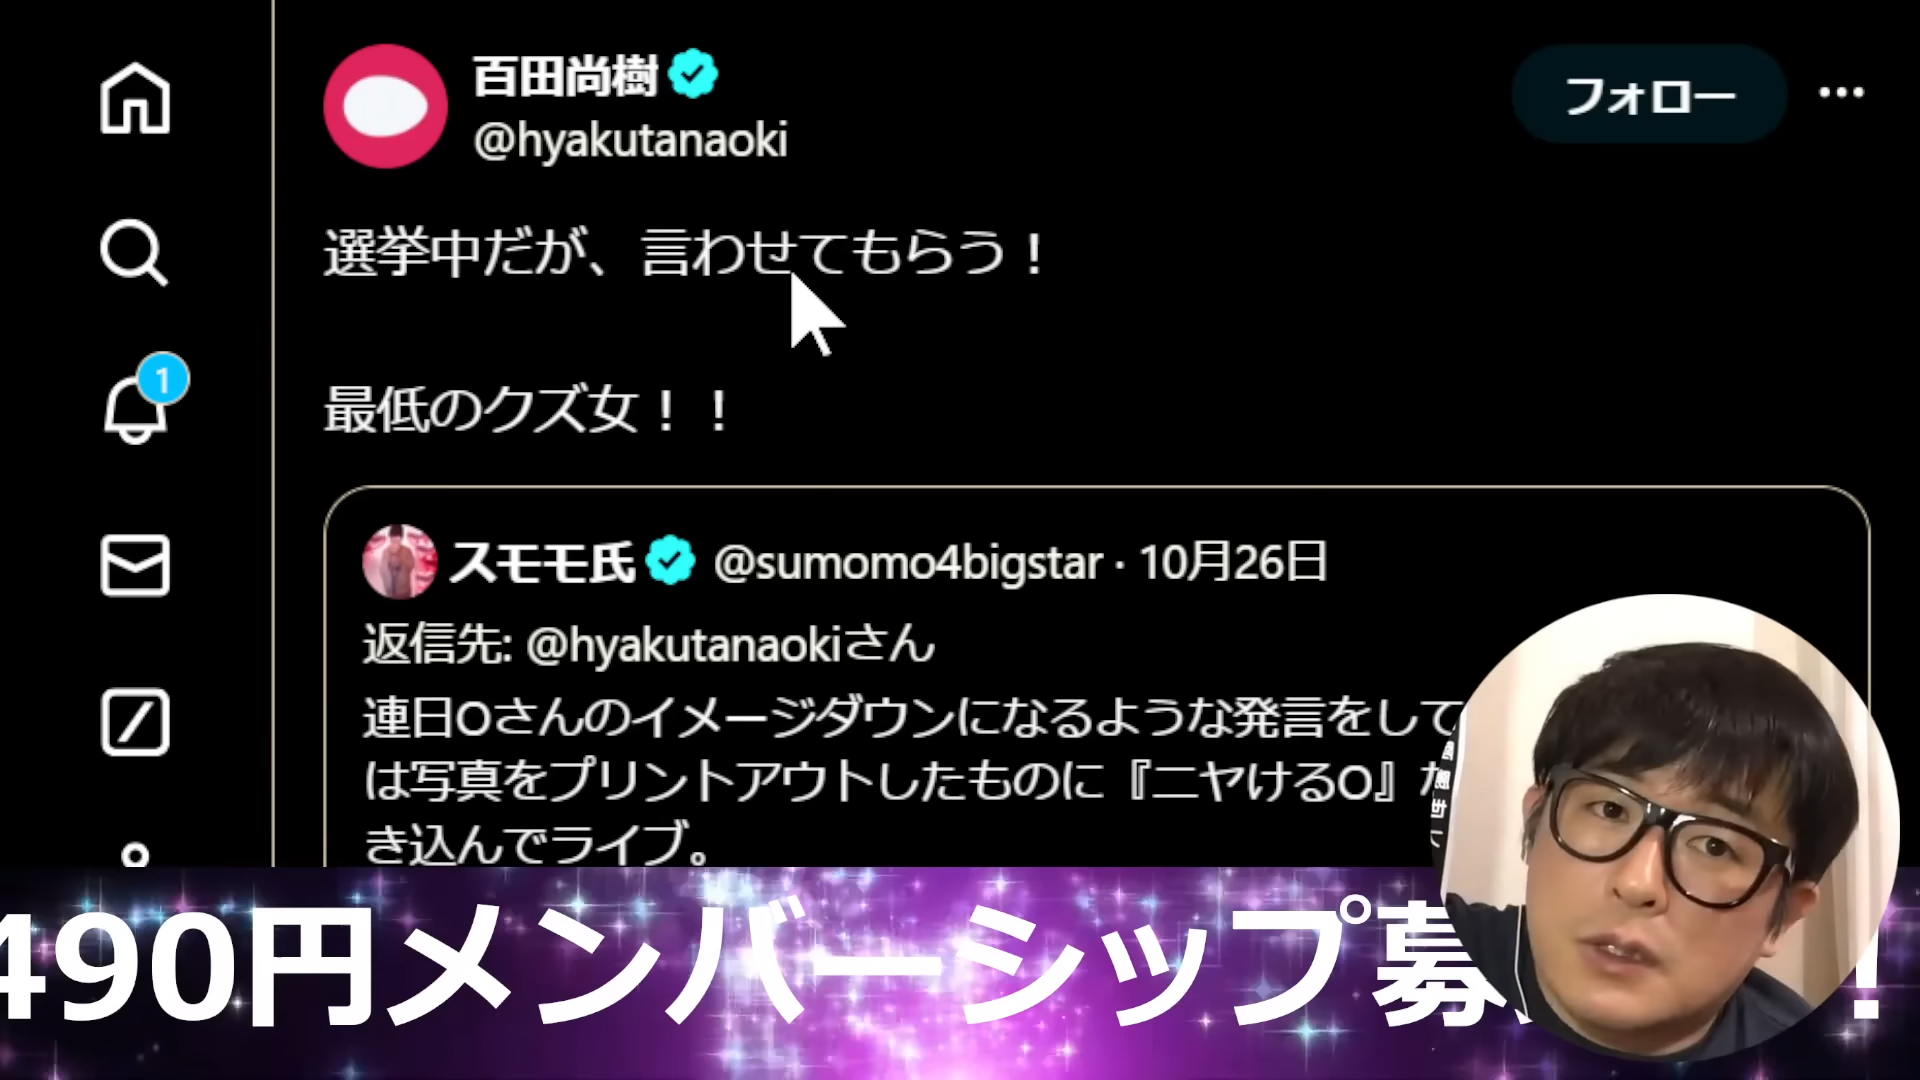 百田尚樹
@hyakutanaoki
フォロー
選挙中だが、言わせてもらう！
1
最低のクズ女！！
スモモ氏 @sumomo4bigstar · 10月26日
返信先: @hyakutanaokiさん
連日Oさんのイメージダウンになるような発言をして
は写真をプリントアウトしたものに『ニヤけるO』
き込んでライブ。
490円メンバーシップ募 ！